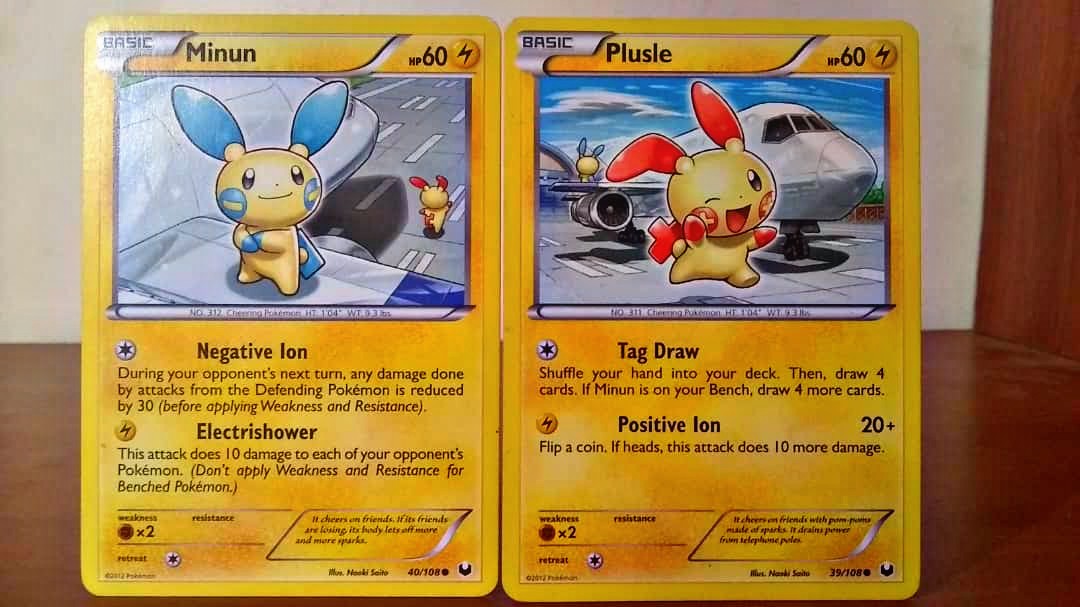 BASIC Minun HP60
NO. 312 Cheering Pokémon HT: 1'04" WT: 9.3 lbs.
Negative Ion
During your opponent's next turn, any damage done
by attacks from the Defending Pokémon is reduced
by 30 (before applying Weakness and Resistance).
Electrishower
This attack does 10 damage to each of your opponent's
Pokémon. (Don't apply Weakness and Resistance for
Benched Pokémon.)
weakness resistance
×2
retreat
It cheers on friends. If its friends
are losing, its body lets off more
and more sparks.
©2012 Pokémon
Illus. Naoki Saito 40/108
BASIC Plusle HP60
NO. 311 Cheering Pokémon HT: 1'04" WT: 9.3 lbs.
Tag Draw
Shuffle your hand into your deck. Then, draw 4
cards. If Minun is on your Bench, draw 4 more cards.
Positive Ion 20+
Flip a coin. If heads, this attack does 10 more damage.
weakness resistance
×2
retreat
It cheers on friends with pom-poms
made of sparks. It drains power
from telephone poles.
©2012 Pokémon
Illus. Naoki Saito 39/108